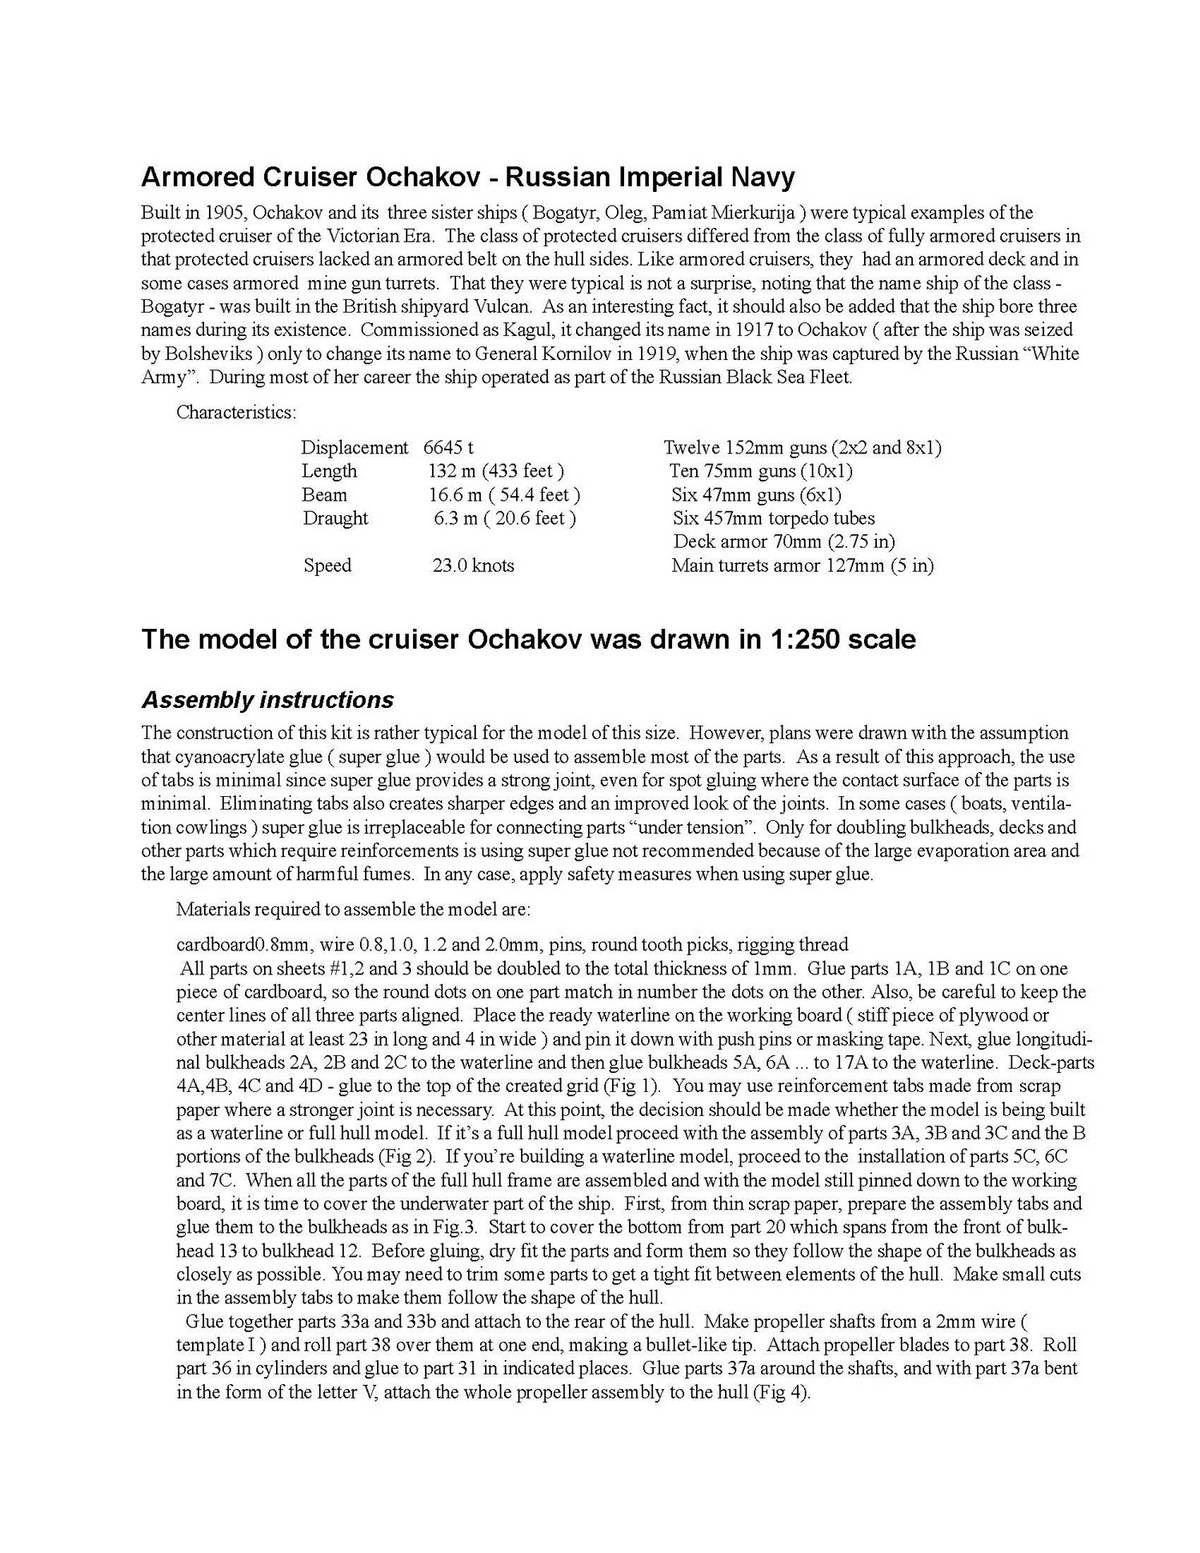 Armored Cruiser Ochakov - Russian Imperial Navy
Built in 1905, Ochakov and its three sister ships ( Bogatyr, Oleg, Pamiat Mierkurija ) were typical examples of the
protected cruiser of the Victorian Era. The class of protected cruisers differed from the class of fully armored cruisers in
that protected cruisers lacked an armored belt on the hull sides. Like armored cruisers, they had an armored deck and in
some cases armored mine gun turrets. That they were typical is not a surprise, noting that the name ship of the class -
Bogatyr - was built in the British shipyard Vulcan. As an interesting fact, it should also be added that the ship bore three
names during its existence. Commissioned as Kagul, it changed its name in 1917 to Ochakov ( after the ship was seized
by Bolsheviks ) only to change its name to General Kornilov in 1919, when the ship was captured by the Russian “White
Army”. During most of her career the ship operated as part of the Russian Black Sea Fleet.
Characteristics:
Displacement 6645 t Twelve 152mm guns (2x2 and 8x1)
Length 132 m (433 feet ) Ten 75mm guns (10x1)
Beam 16.6 m ( 54.4 feet ) Six 47mm guns (6x1)
Draught 6.3 m ( 20.6 feet ) Six 457mm torpedo tubes
Deck armor 70mm (2.75 in)
Speed 23.0 knots Main turrets armor 127mm (5 in)
The model of the cruiser Ochakov was drawn in 1:250 scale
Assembly instructions
The construction of this kit is rather typical for the model of this size. However, plans were drawn with the assumption
that cyanoacrylate glue ( super glue ) would be used to assemble most of the parts. As a result of this approach, the use
of tabs is minimal since super glue provides a strong joint, even for spot gluing where the contact surface of the parts is
minimal. Eliminating tabs also creates sharper edges and an improved look of the joints. In some cases ( boats, ventila-
tion cowlings ) super glue is irreplaceable for connecting parts “under tension”. Only for doubling bulkheads, decks and
other parts which require reinforcements is using super glue not recommended because of the large evaporation area and
the large amount of harmful fumes. In any case, apply safety measures when using super glue.
Materials required to assemble the model are:
cardboard0.8mm, wire 0.8,1.0, 1.2 and 2.0mm, pins, round tooth picks, rigging thread
All parts on sheets #1,2 and 3 should be doubled to the total thickness of 1mm. Glue parts 1A, 1B and 1C on one
piece of cardboard, so the round dots on one part match in number the dots on the other. Also, be careful to keep the
center lines of all three parts aligned. Place the ready waterline on the working board ( stiff piece of plywood or
other material at least 23 in long and 4 in wide ) and pin it down with push pins or masking tape. Next, glue longitudi-
nal bulkheads 2A, 2B and 2C to the waterline and then glue bulkheads 5A, 6A ... to 17A to the waterline. Deck-parts
4A,4B, 4C and 4D - glue to the top of the created grid (Fig 1). You may use reinforcement tabs made from scrap
paper where a stronger joint is necessary. At this point, the decision should be made whether the model is being built
as a waterline or full hull model. If it’s a full hull model proceed with the assembly of parts 3A, 3B and 3C and the B
portions of the bulkheads (Fig 2). If you’re building a waterline model, proceed to the installation of parts 5C, 6C
and 7C. When all the parts of the full hull frame are assembled and with the model still pinned down to the working
board, it is time to cover the underwater part of the ship. First, from thin scrap paper, prepare the assembly tabs and
glue them to the bulkheads as in Fig.3. Start to cover the bottom from part 20 which spans from the front of bulk-
head 13 to bulkhead 12. Before gluing, dry fit the parts and form them so they follow the shape of the bulkheads as
closely as possible. You may need to trim some parts to get a tight fit between elements of the hull. Make small cuts
in the assembly tabs to make them follow the shape of the hull.
Glue together parts 33a and 33b and attach to the rear of the hull. Make propeller shafts from a 2mm wire (
template I ) and roll part 38 over them at one end, making a bullet-like tip. Attach propeller blades to part 38. Roll
part 36 in cylinders and glue to part 31 in indicated places. Glue parts 37a around the shafts, and with part 37a bent
in the form of the letter V, attach the whole propeller assembly to the hull (Fig 4).